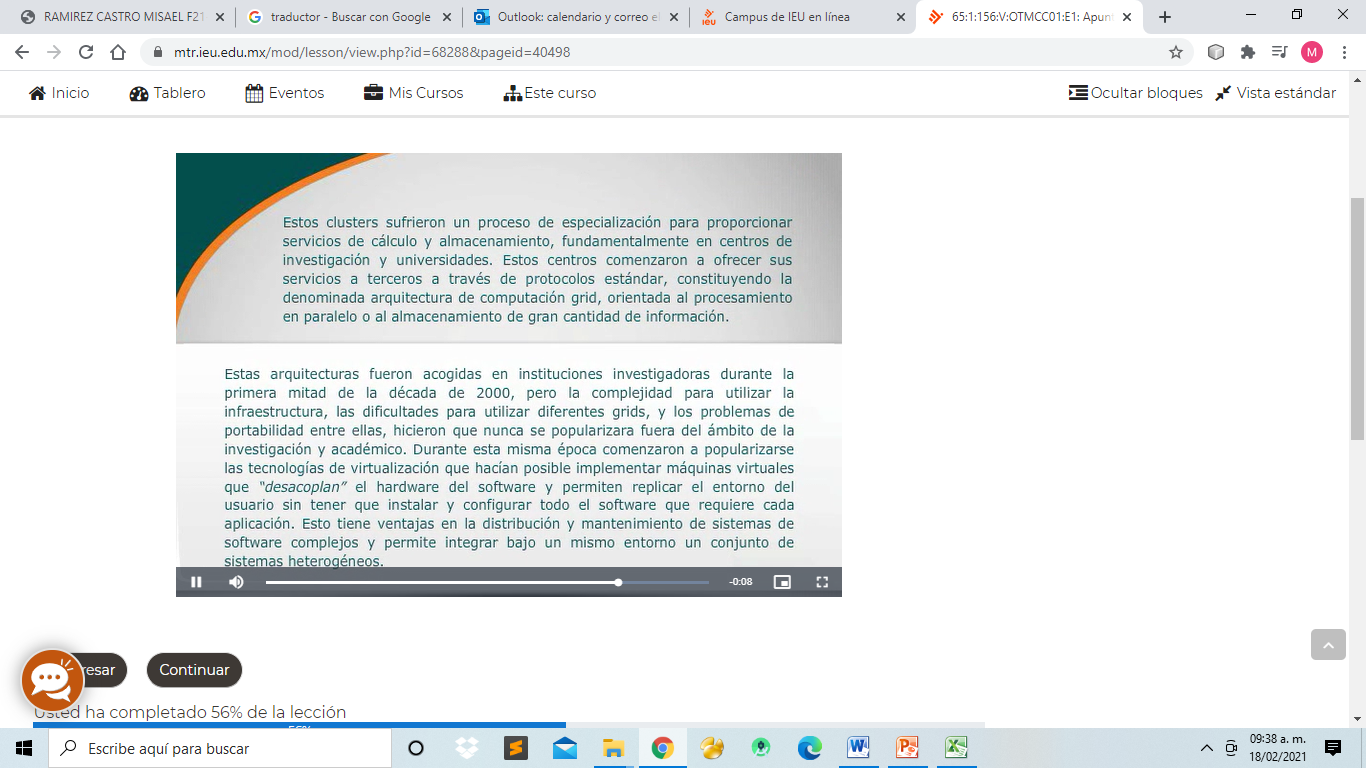 RAMIREZ CASTRO MISAEL F21
traductor - Buscar con Google
Outlook: calendario y correo el
Campus de IEU en línea
65:1:156:V:OTMCC01:E1: Apun
mtr.ieu.edu.mx/mod/lesson/view.php?id=68288&pageid=40498
M
Inicio
Tablero
Eventos
Mis Cursos
Este curso
Ocultar bloques
Vista estándar
Estos clusters sufrieron un proceso de especialización para proporcionar
servicios de cálculo y almacenamiento, fundamentalmente en centros de
investigación y universidades. Estos centros comenzaron a ofrecer sus
servicios a terceros a través de protocolos estándar, constituyendo la
denominada arquitectura de computación grid, orientada al procesamiento
en paralelo o al almacenamiento de gran cantidad de información.
Estas arquitecturas fueron acogidas en instituciones investigadoras durante la
primera mitad de la década de 2000, pero la complejidad para utilizar la
infraestructura, las dificultades para utilizar diferentes grids, y los problemas de
portabilidad entre ellas, hicieron que nunca se popularizara fuera del ámbito de la
investigación y académico. Durante esta misma época comenzaron a popularizarse
las tecnologías de virtualización que hacían posible implementar máquinas virtuales
que "desacoplan" el hardware del software y permiten replicar el entorno del
usuario sin tener que instalar y configurar todo el software que requiere cada
aplicación. Esto tiene ventajas en la distribución y mantenimiento de sistemas de
software complejos y permite integrar bajo un mismo entorno un conjunto de
sistemas heterogéneos.
-0:08
resar
Continuar
Usted ha completado 56% de la lección
Escribe aquí para buscar
09:38 a. m.
18/02/2021